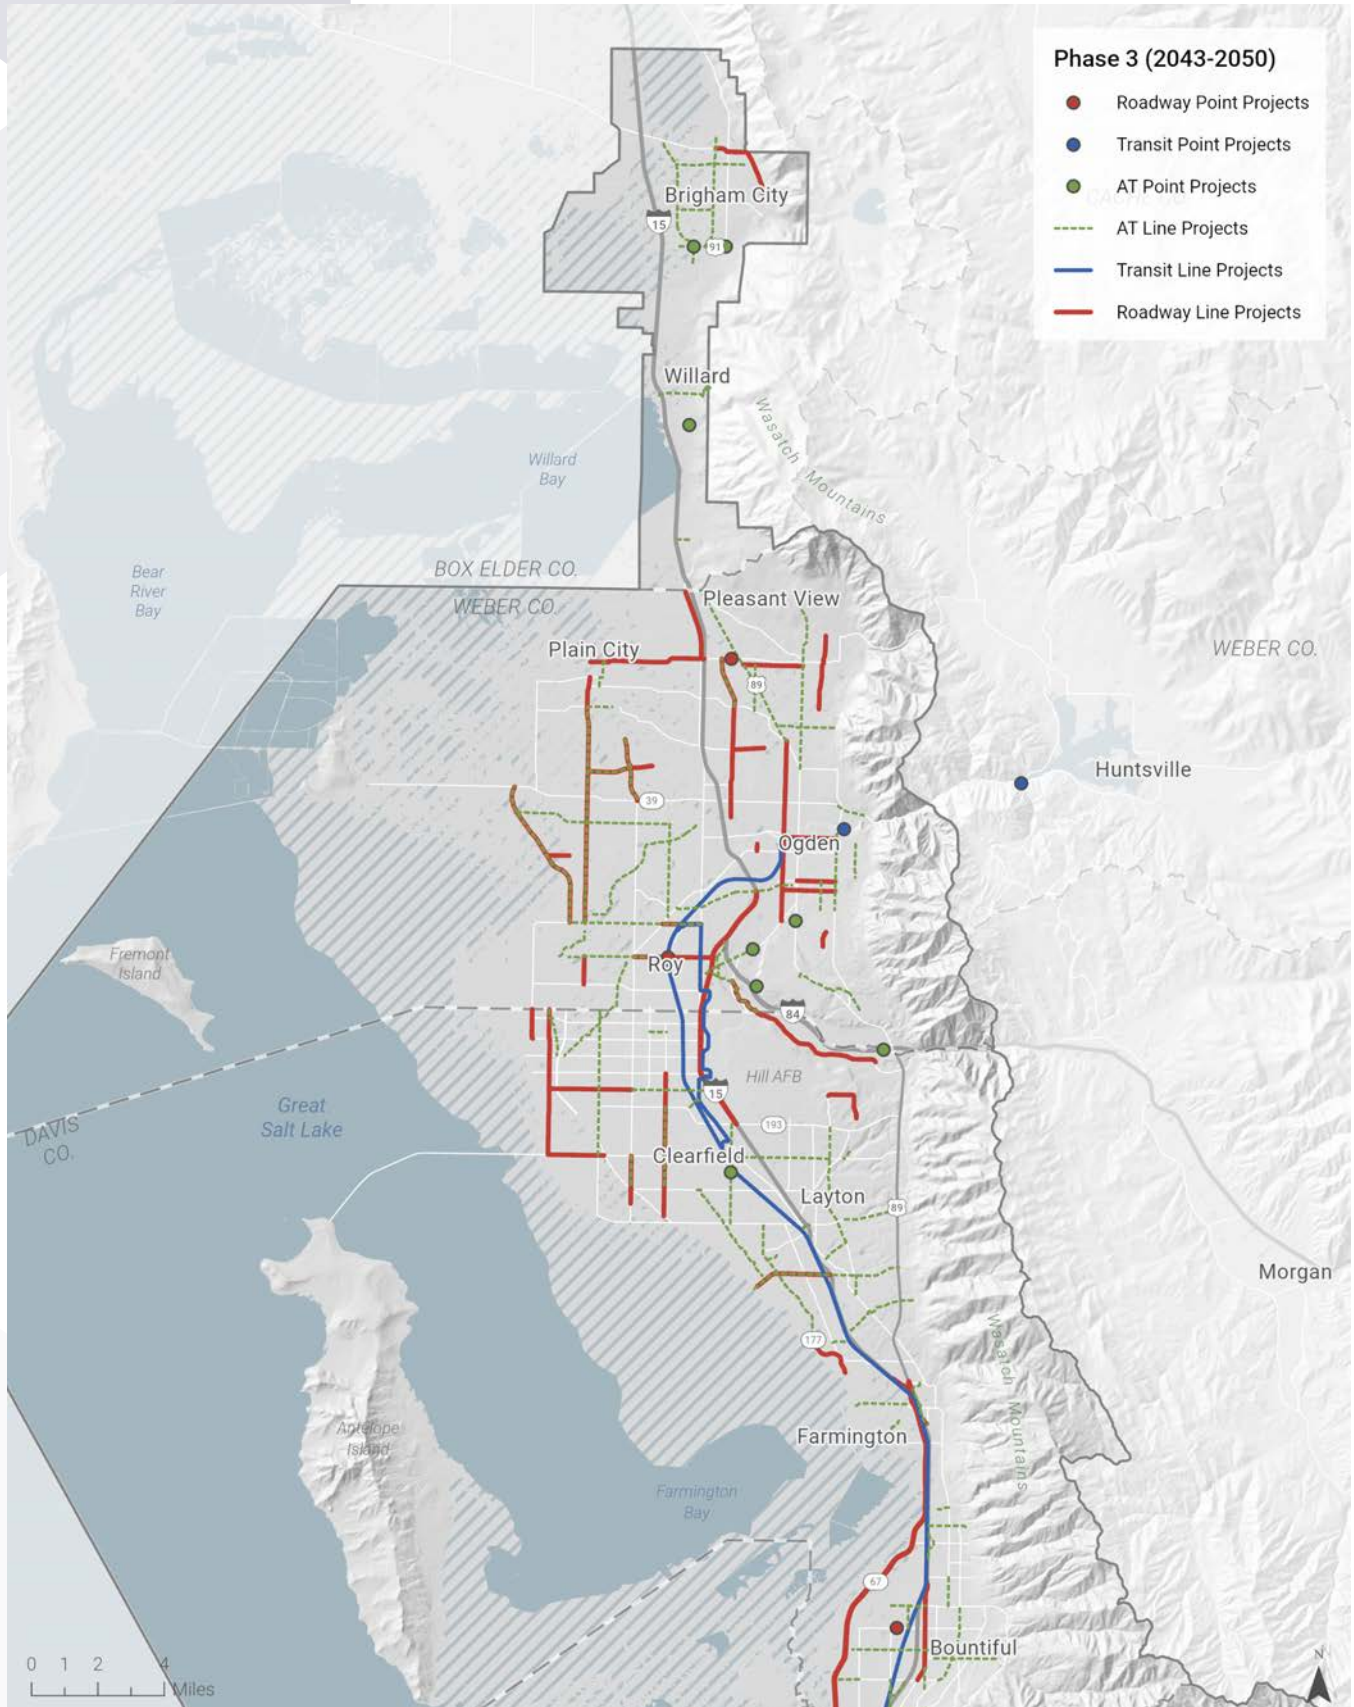 Phase 3 (2043-2050)
Roadway Point Projects
Transit Point Projects
AT Point Projects
AT Line Projects
Transit Line Projects
Roadway Line Projects
Brigham City
15
91
Willard
Wasatch Mountains
Willard
Bay
Bear
River
Bay
BOX ELDER CO.
WEBER CO.
Pleasant View
Plain City
WEBER CO.
89
Huntsville
39
Ogden
Fremont
Island
Roy
84
Hill AFB
15
Great
Salt Lake
DAVIS
CO.
193
Clearfield
Layton
89
Morgan
177
Wasatch Mountains
Antelope
Island
Farmington
Farmington
Bay
67
Bountiful
0 1 2 4
Miles
N